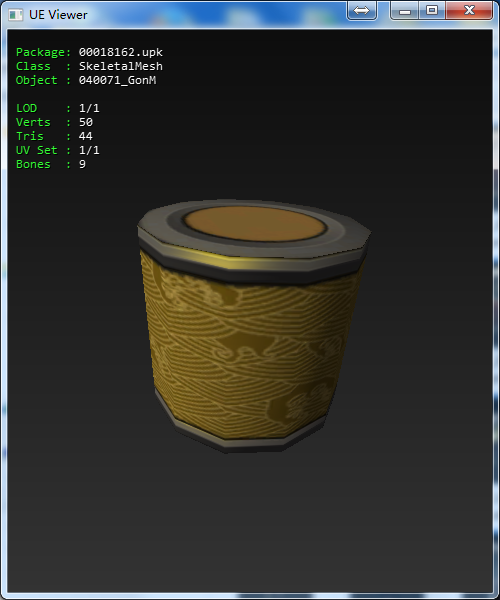 UE Viewer
Package: 00018162.upk
Class : SkeletalMesh
Object : 040071_GonM
LOD : 1/1
Verts : 50
Tris : 44
UV Set : 1/1
Bones : 9